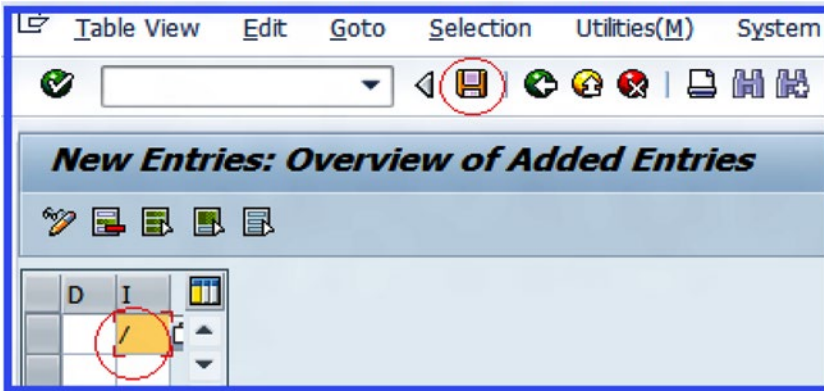 Table View Edit Goto Selection Utilities(M) System
New Entries: Overview of Added Entries
D I
/